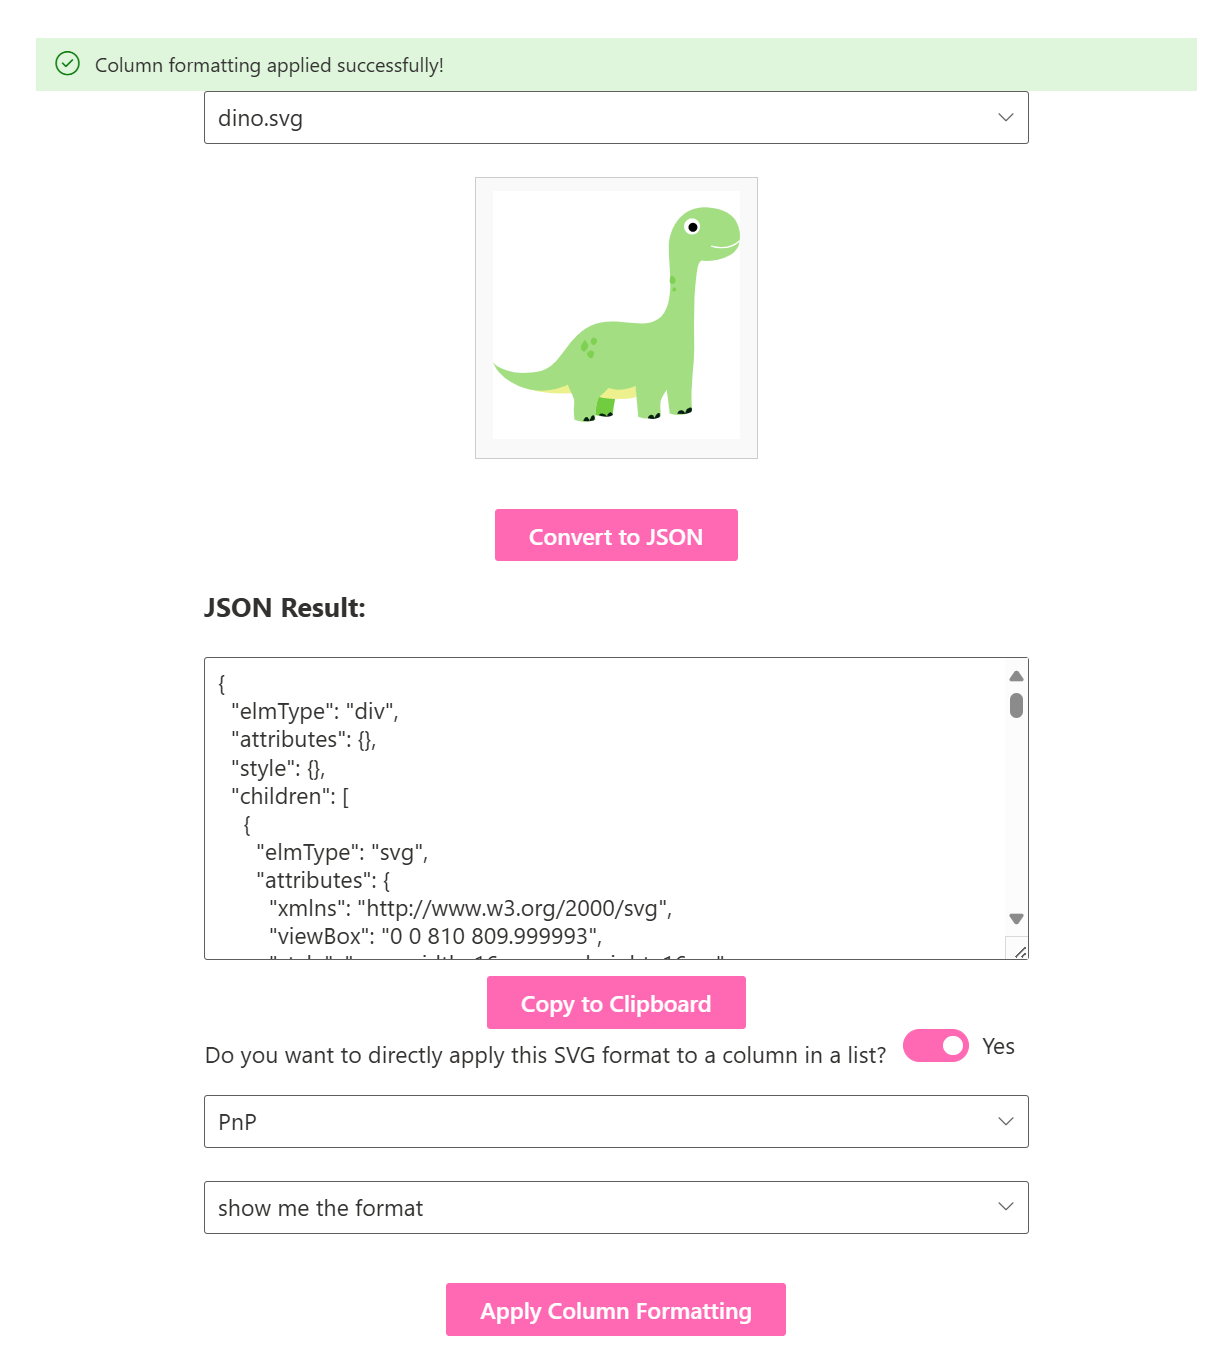 Column formatting applied successfully!
dino.svg
Convert to JSON
JSON Result:
{
"elmType": "div",
"attributes": {},
"style": {},
"children": [
{
"elmType": "svg",
"attributes": {
"xmlns": "http://www.w3.org/2000/svg",
"viewBox": "0 0 810 809.999993",
Copy to Clipboard
Do you want to directly apply this SVG format to a column in a list? Yes
PnP
show me the format
Apply Column Formatting